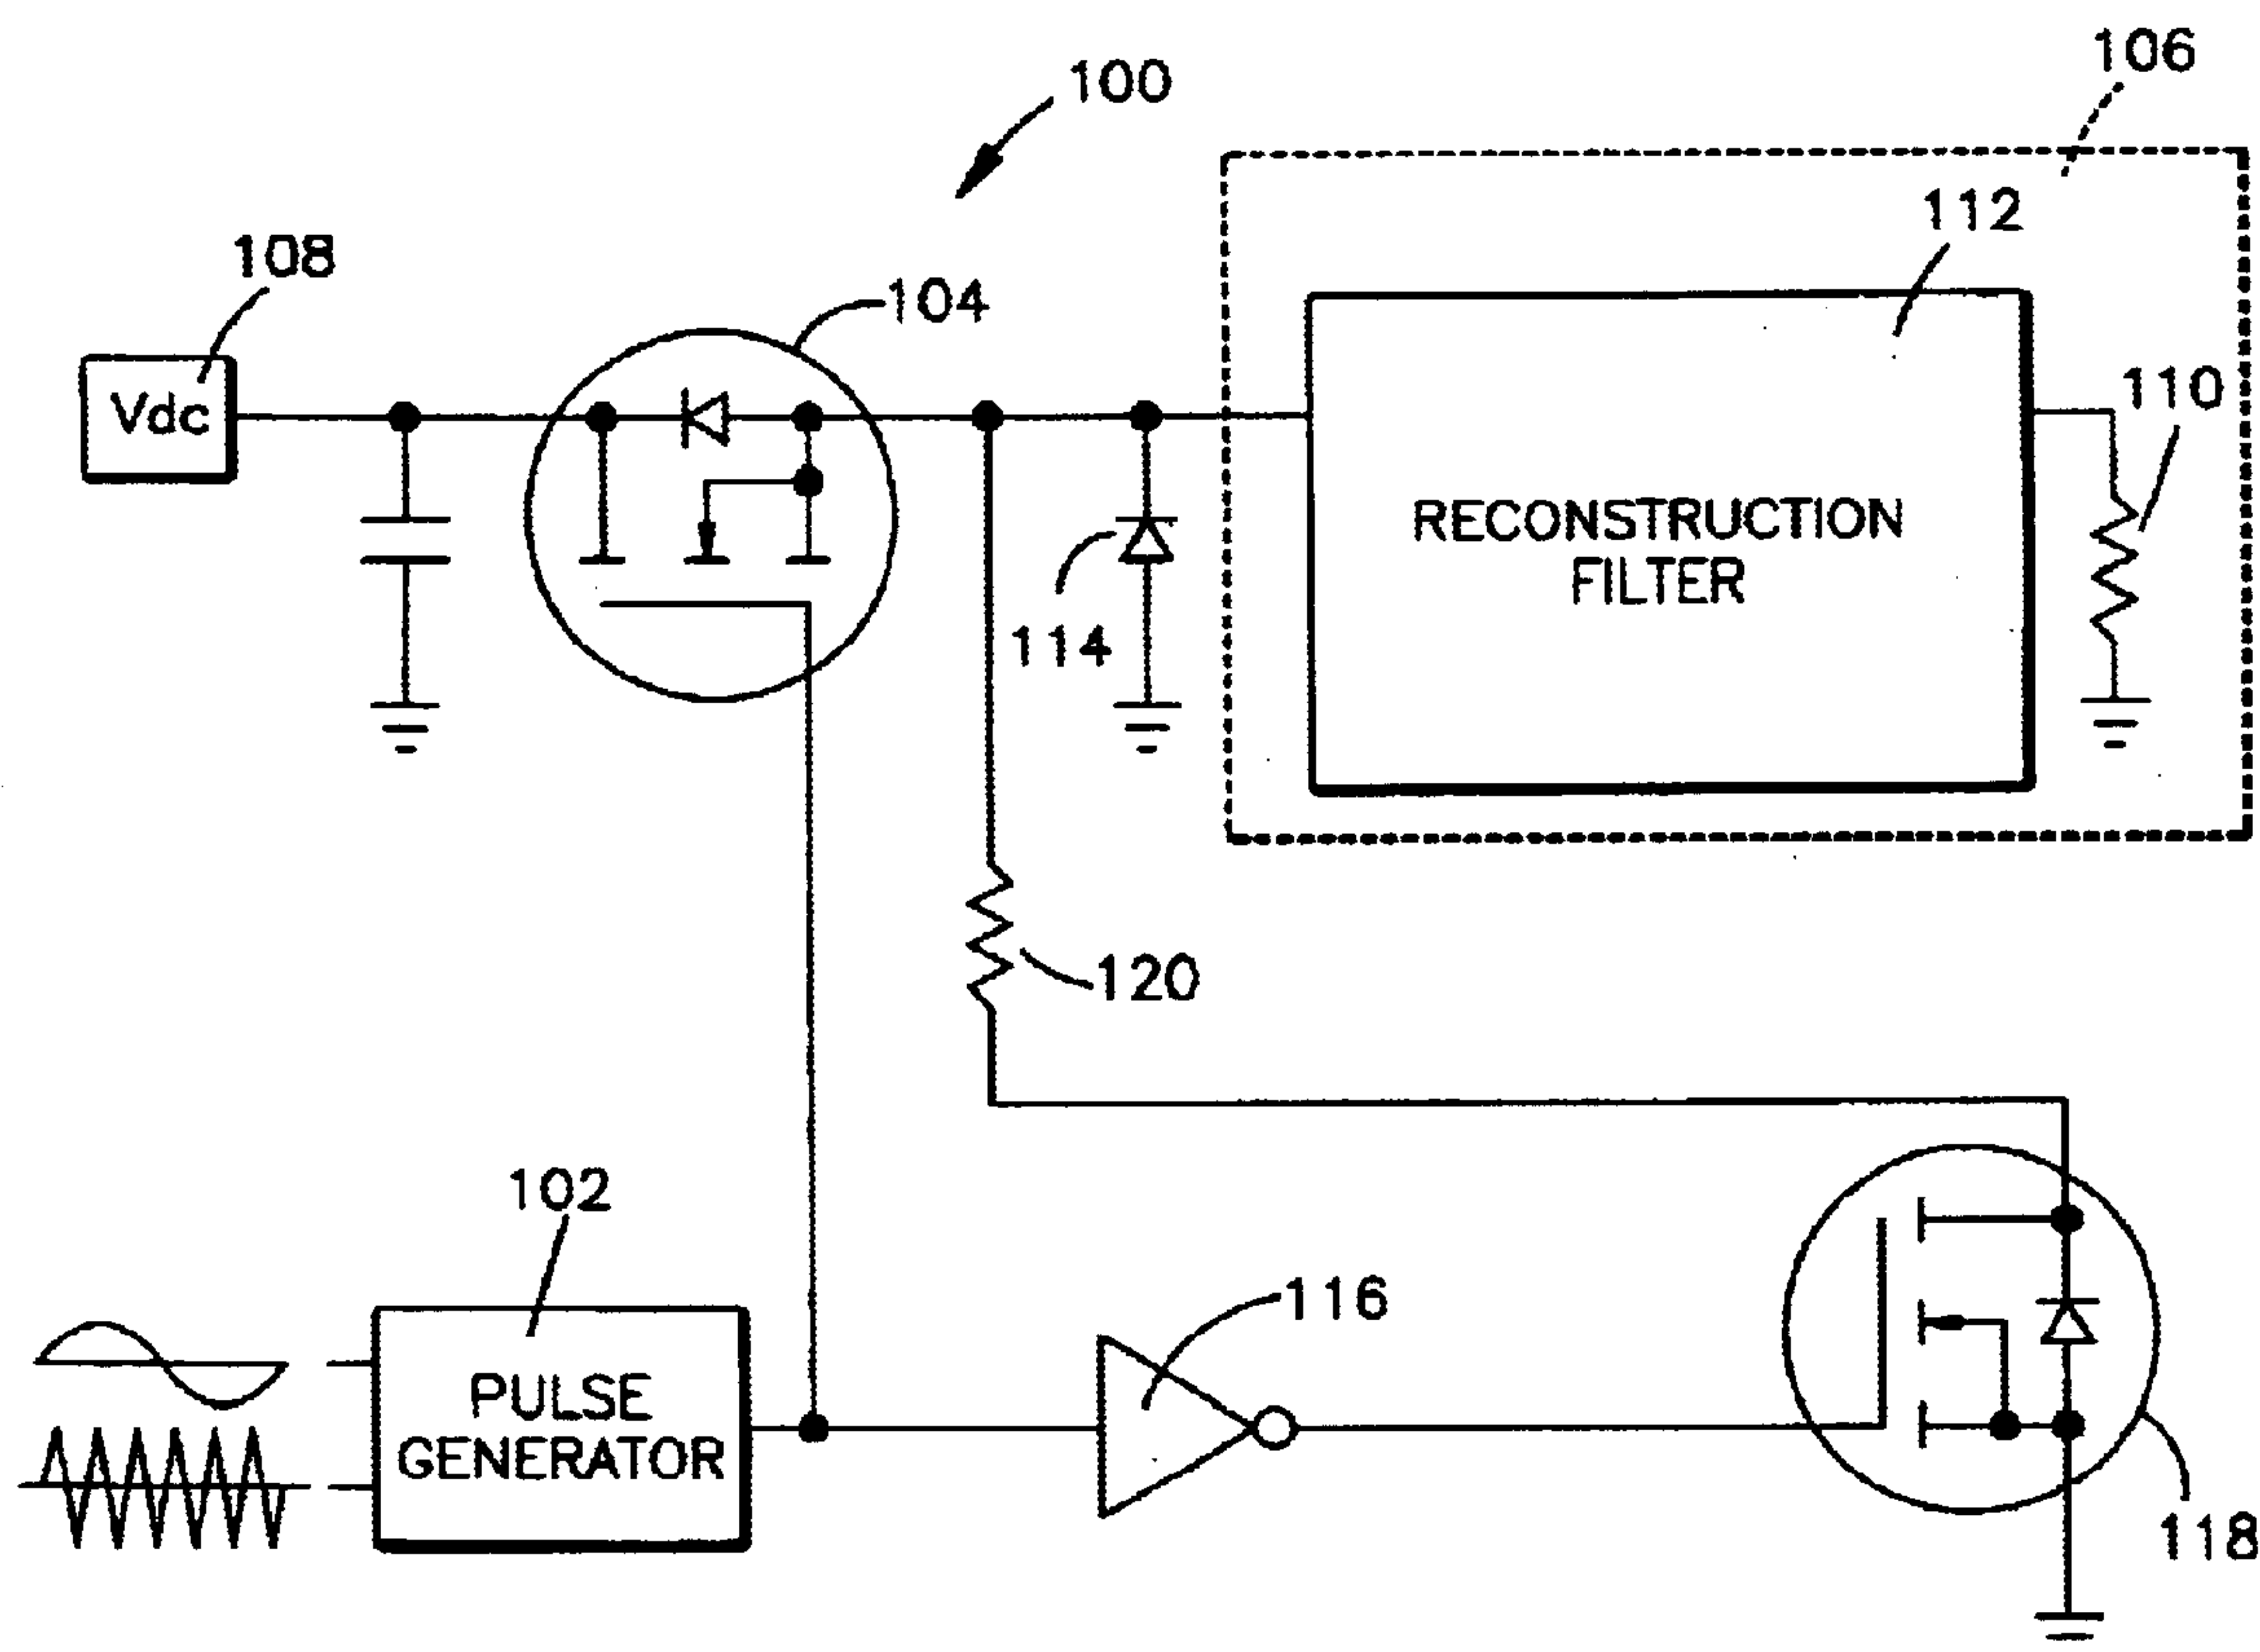 106
100
112
108
104
Vdc
110
RECONSTRUCTION
FILTER
114
120
102
116
PULSE
GENERATOR
118